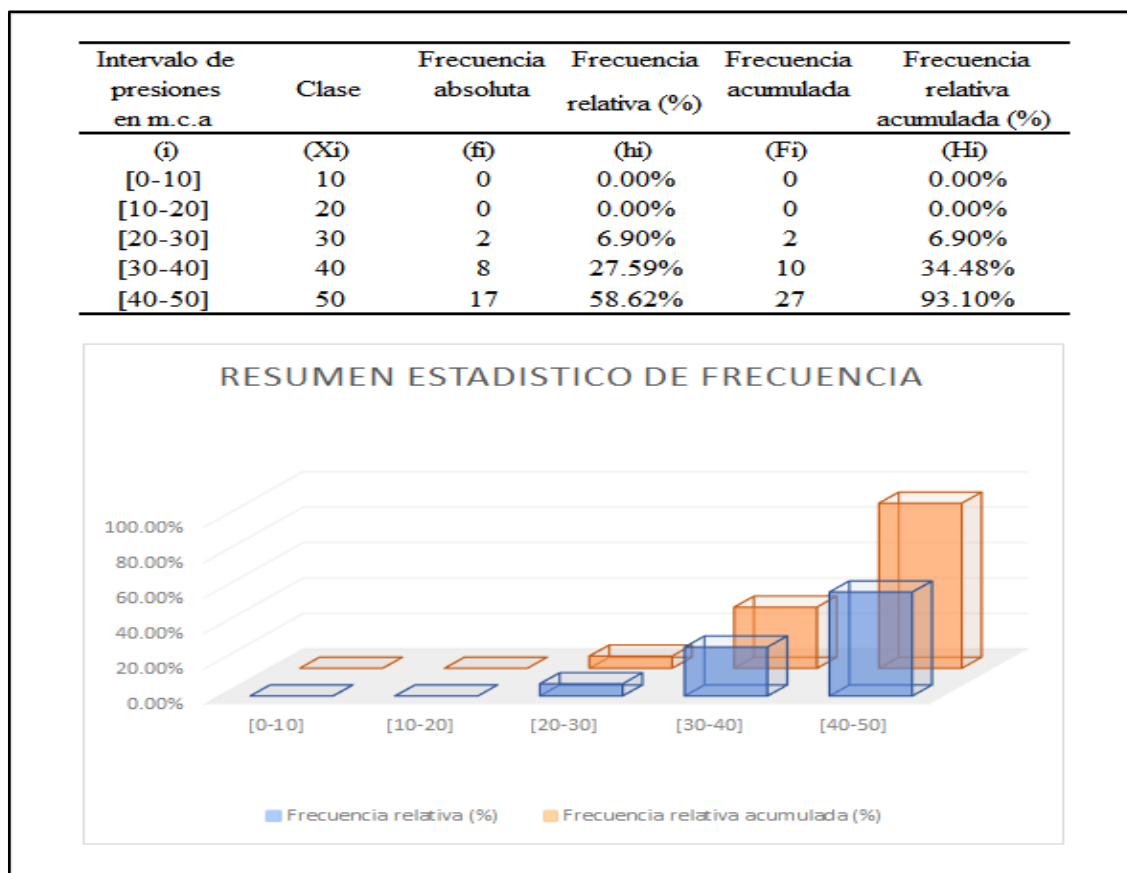 Intervalo de presiones en m.c.a Clase Frecuencia absoluta Frecuencia relativa (%) Frecuencia acumulada Frecuencia relativa acumulada (%)
(i) (Xi) (fi) (hi) (Fi) (Hi)
[0-10] 10 0 0.00% 0 0.00%
[10-20] 20 0 0.00% 0 0.00%
[20-30] 30 2 6.90% 2 6.90%
[30-40] 40 8 27.59% 10 34.48%
[40-50] 50 17 58.62% 27 93.10%
RESUMEN ESTADISTICO DE FRECUENCIA
100.00%
80.00%
60.00%
40.00%
20.00%
0.00%
[0-10] [10-20] [20-30] [30-40] [40-50]
Frecuencia relativa (%) Frecuencia relativa acumulada (%)